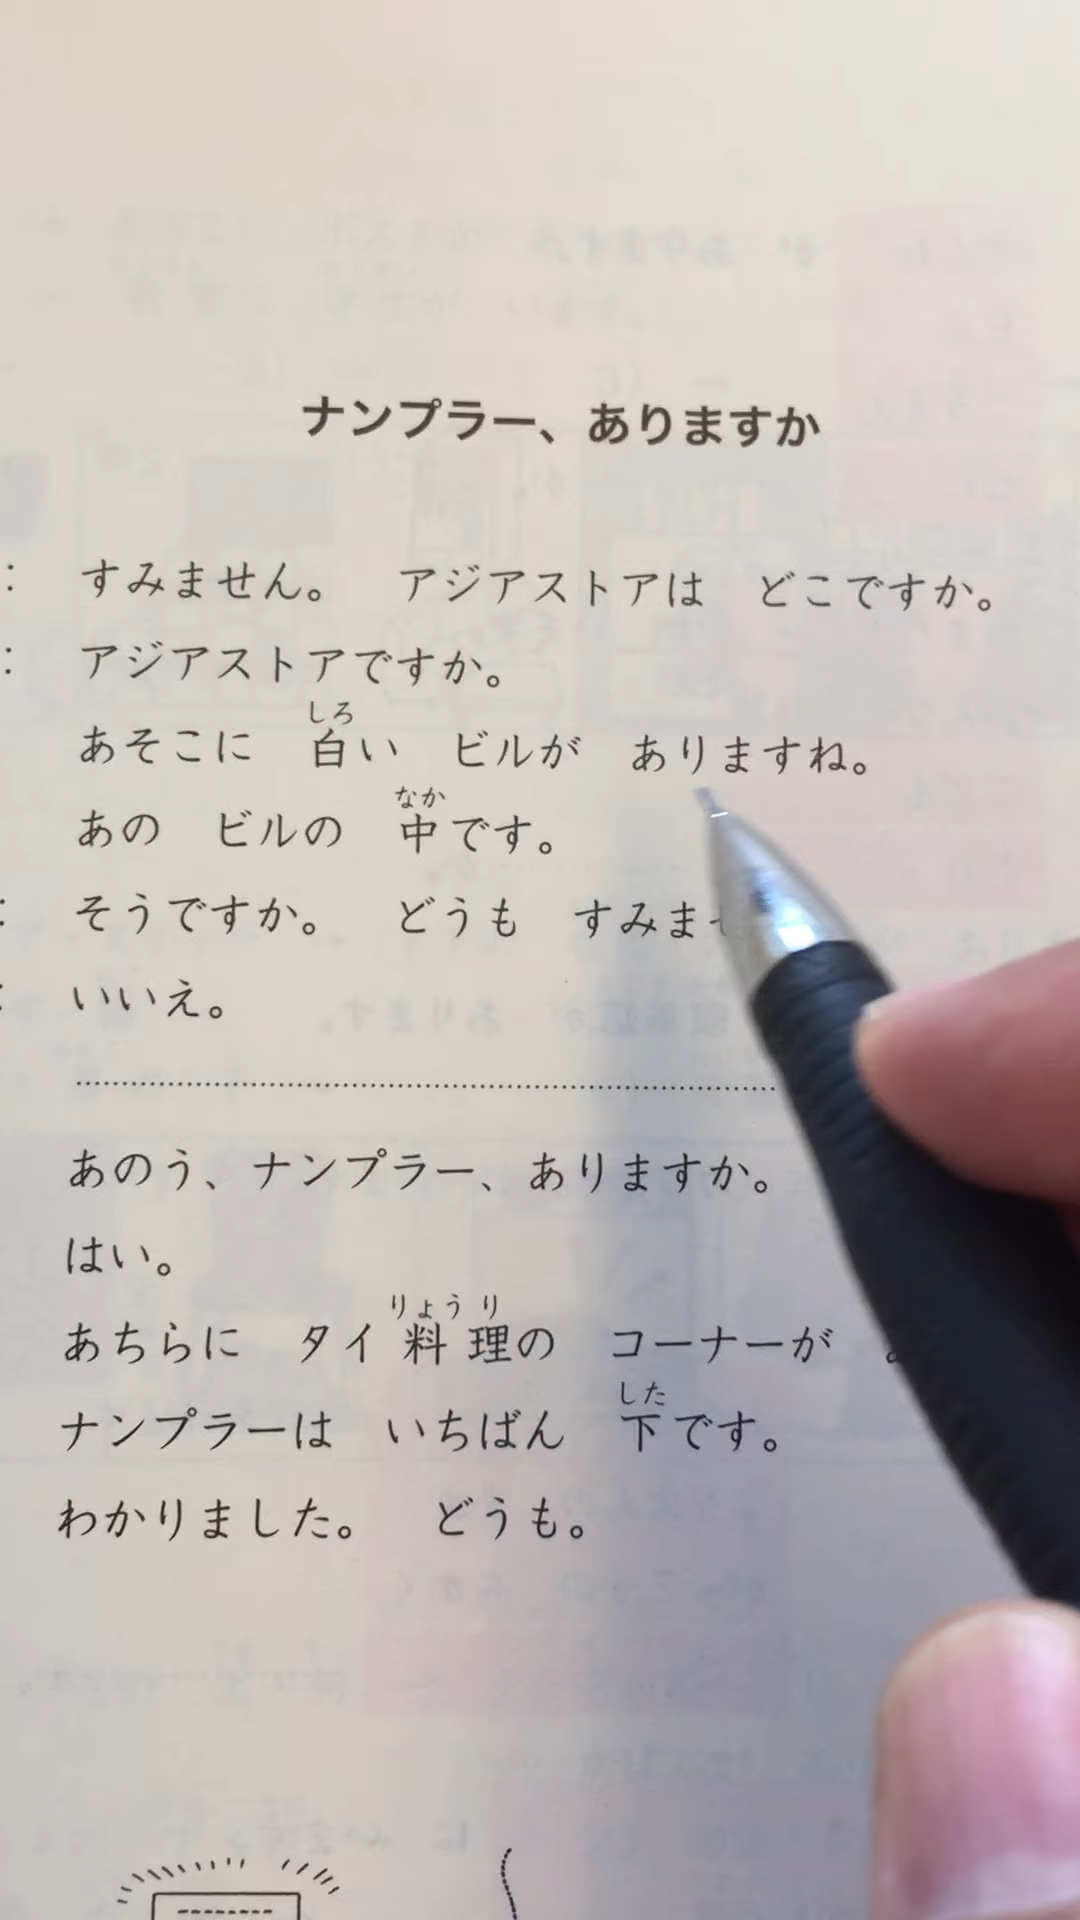 ナンプラー、ありますか
： すみません。 アジアストアは どこですか。
： アジアストアですか。
あそこに 白い ビルが ありますね。
しろ
あの ビルの 中です。
なか
： そうですか。 どうも
： いいえ。
あのう、ナンプラー、ありますか。
はい。
あちらに タイ料理の コーナーが
りょうり
ナンプラーは いちばん 下です。
した
わかりました。 どうも。